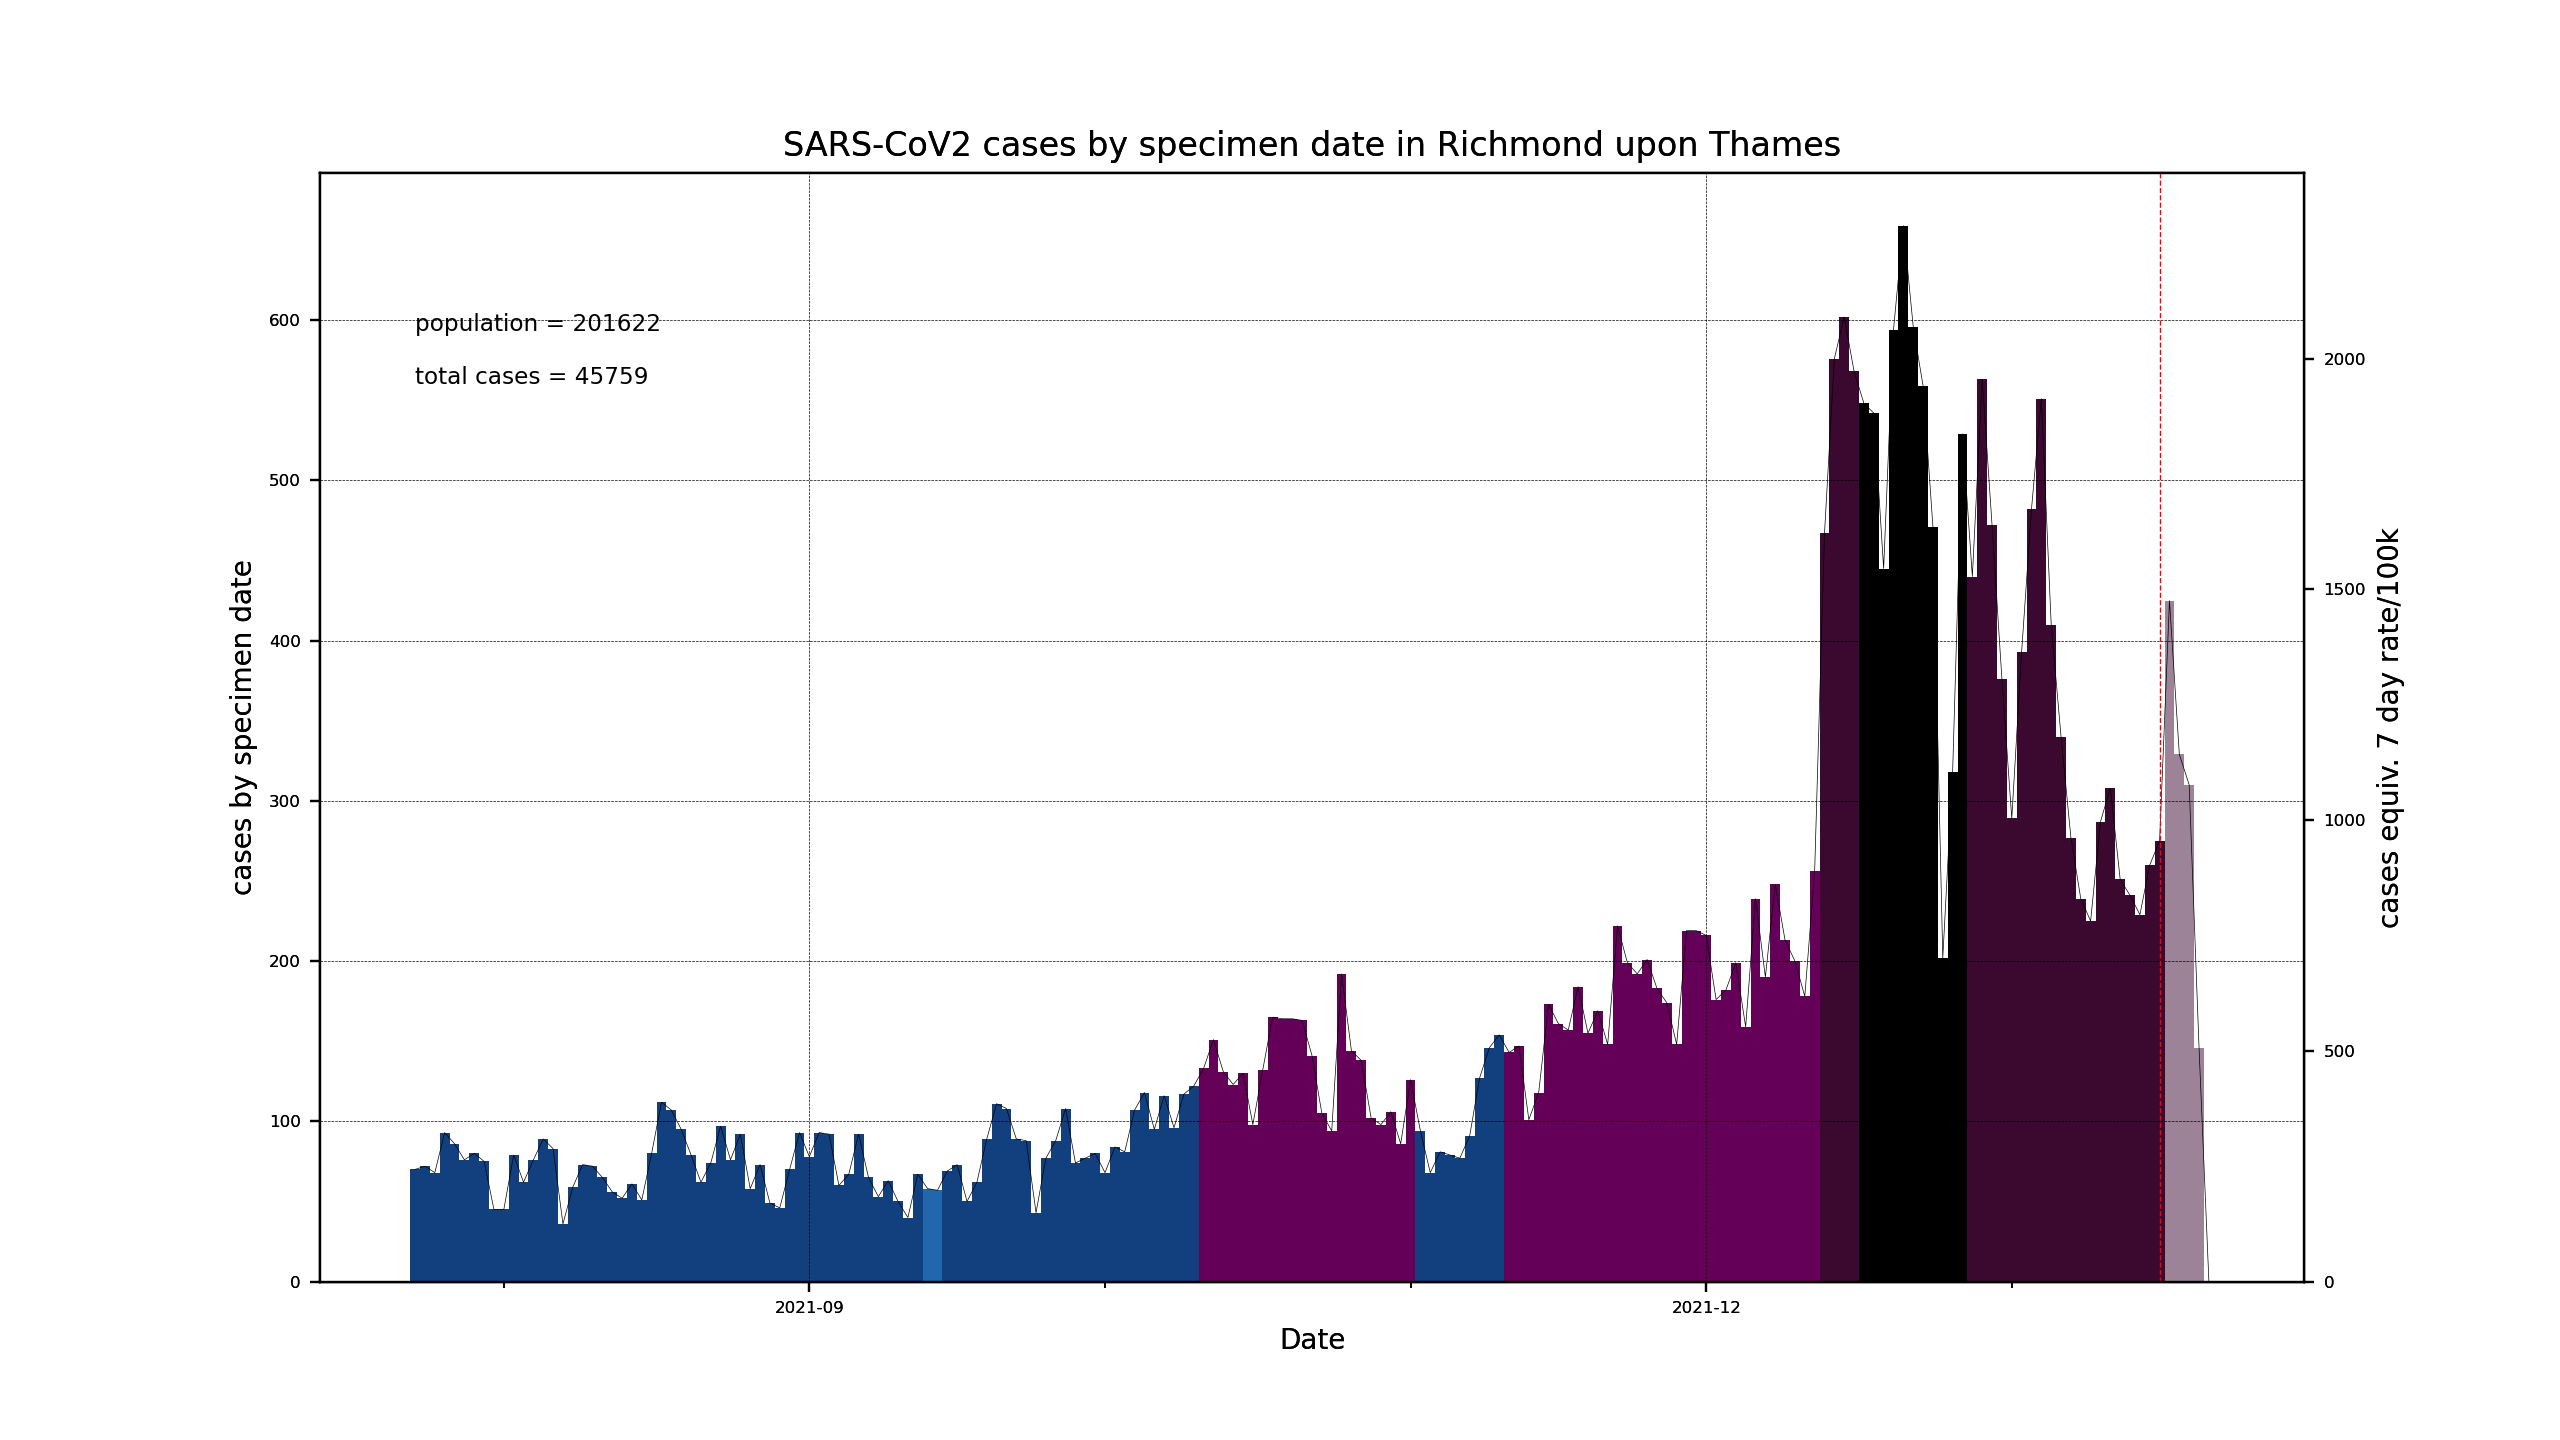 SARS-CoV2 cases by specimen date in Richmond upon Thames
population = 201622
total cases = 45759
cases by specimen date
600
500
400
300
200
100
0
2000
1500
1000
500
0
cases equiv. 7 day rate/100k
2021-09
2021-12
Date